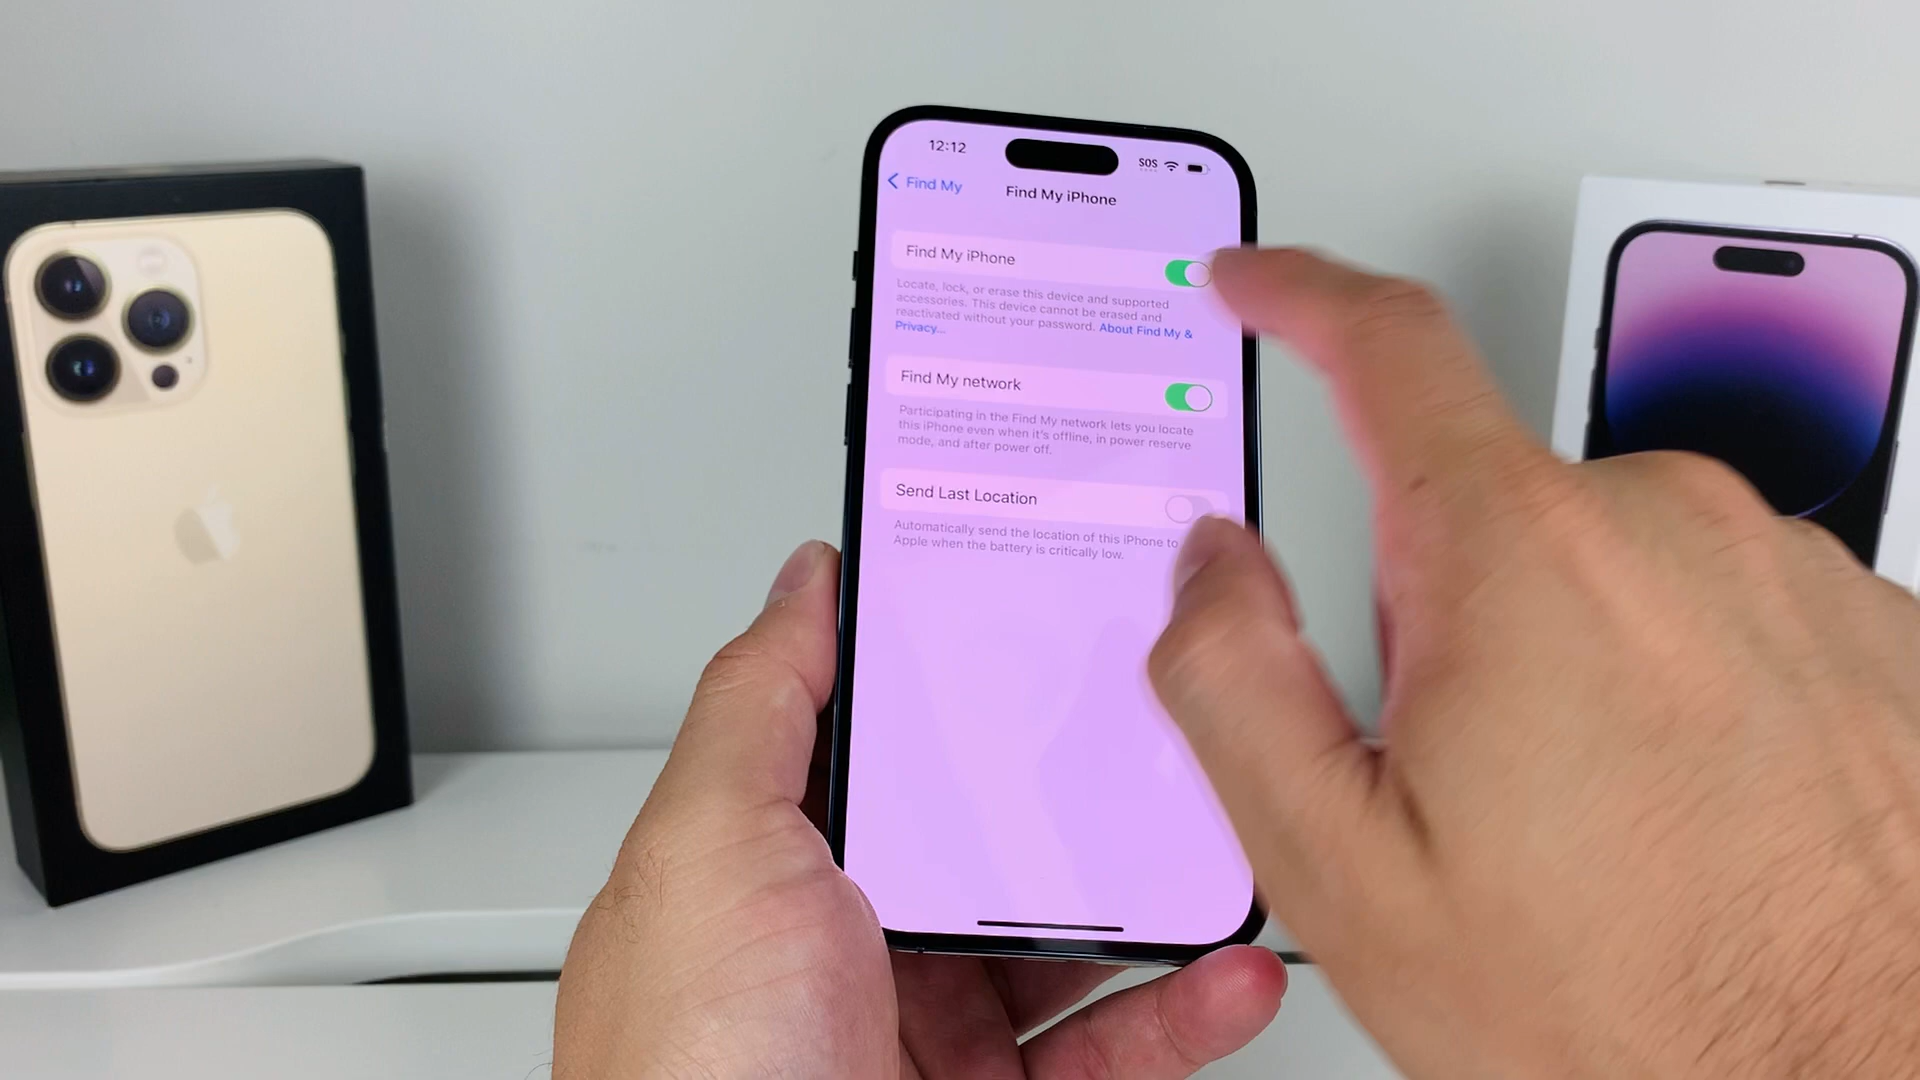 12:12
SOS
Find My
Find My iPhone
Find My iPhone
Locate, lock, or erase this device and supported
accessories. This device cannot be erased and
reactivated without your password. About Find My &
Privacy...
Find My network
Participating in the Find My network lets you locate
this iPhone even when it's offline, in power reserve
mode, and after power off.
Send Last Location
Automatically send the location of this iPhone to
Apple when the battery is critically low.